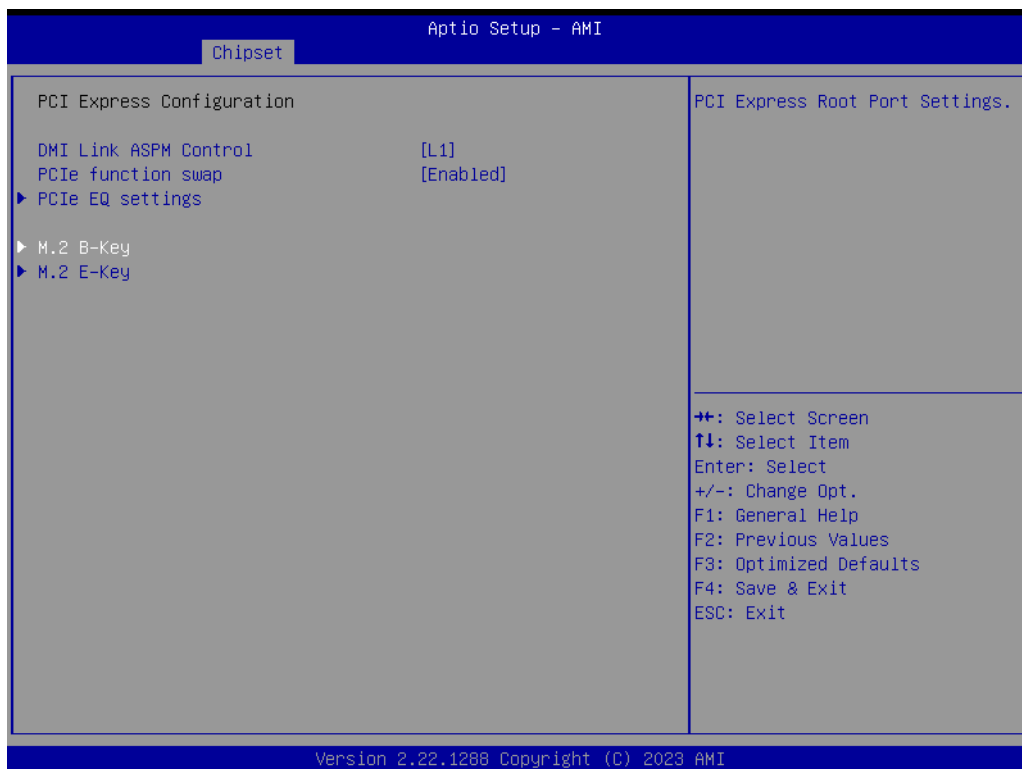 Aptio Setup – AMI
Chipset
PCI Express Configuration
DMI Link ASPM Control [L1]
PCIe function swap [Enabled]
▶ PCIe EQ settings
▶ M.2 B-Key
▶ M.2 E-Key
PCI Express Root Port Settings.
→←: Select Screen
↑↓: Select Item
Enter: Select
+/-: Change Opt.
F1: General Help
F2: Previous Values
F3: Optimized Defaults
F4: Save & Exit
ESC: Exit
Version 2.22.1288 Copyright (C) 2023 AMI